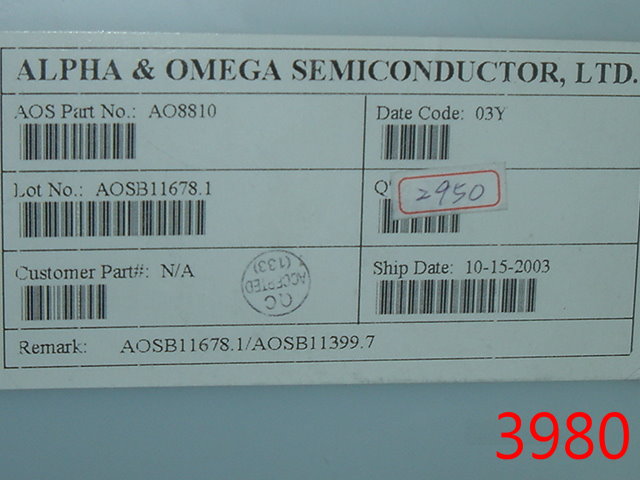 ALPHA & OMEGA SEMICONDUCTOR, LTD.
AOS Part No.: AO8810
Date Code: 03Y
Lot No.: AOSB11678.1
Q
2950
Customer Part#: N/A
QC
ACCEPTED
(133)
Ship Date: 10-15-2003
Remark: AOSB11678.1/AOSB11399.7
3980